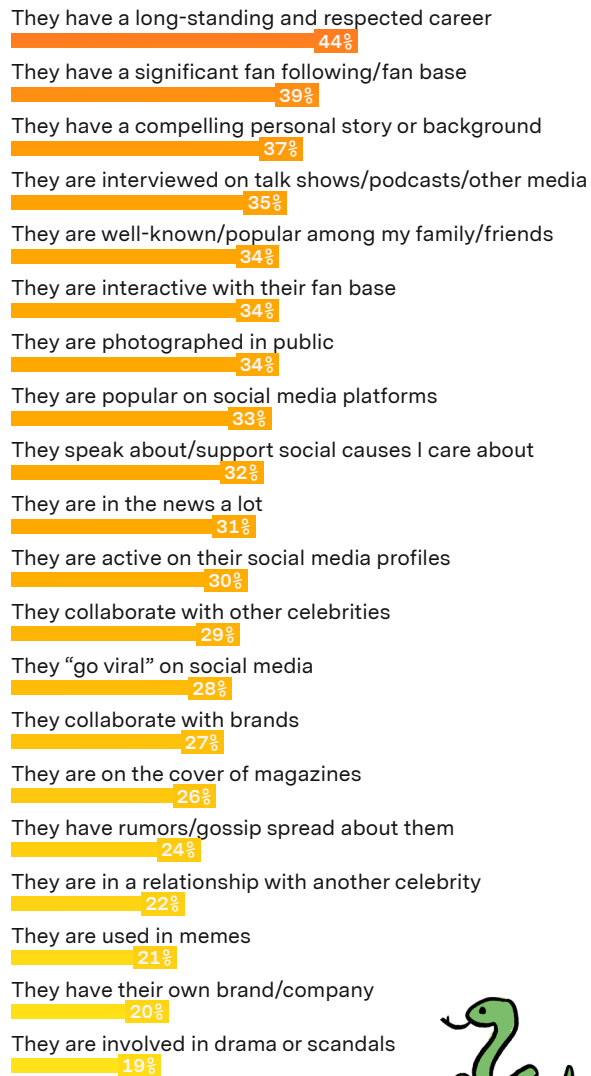 They have a long-standing and respected career
44%
They have a significant fan following/fan base
39%
They have a compelling personal story or background
37%
They are interviewed on talk shows/podcasts/other media
35%
They are well-known/popular among my family/friends
34%
They are interactive with their fan base
34%
They are photographed in public
34%
They are popular on social media platforms
33%
They speak about/support social causes I care about
32%
They are in the news a lot
31%
They are active on their social media profiles
30%
They collaborate with other celebrities
29%
They “go viral” on social media
28%
They collaborate with brands
27%
They are on the cover of magazines
26%
They have rumors/gossip spread about them
24%
They are in a relationship with another celebrity
22%
They are used in memes
21%
They have their own brand/company
20%
They are involved in drama or scandals
19%